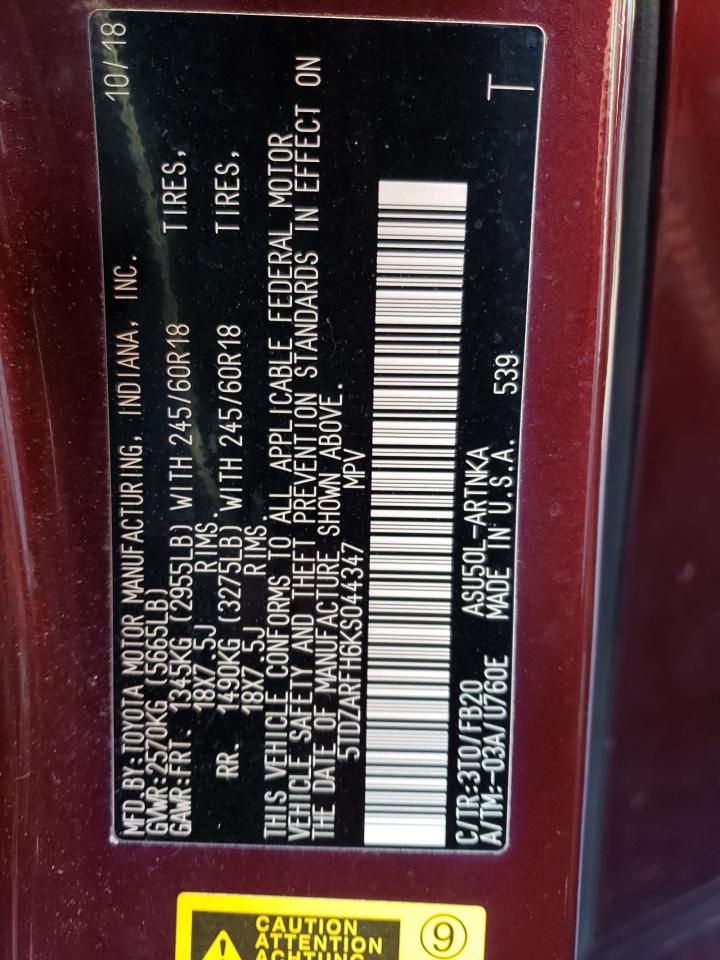 MFD.BY:TOYOTA MOTOR MANUFACTURING, INDIANA, INC. 10/18
GVWR:2570KG (5665LB)
GAWR:FRT. 1345KG (2955LB) WITH 245/60R18 TIRES,
18X7.5J RIMS.
RR. 1490KG (3275LB) WITH 245/60R18 TIRES,
18X7.5J RIMS.
THIS VEHICLE CONFORMS TO ALL APPLICABLE FEDERAL MOTOR
VEHICLE SAFETY AND THEFT PREVENTION STANDARDS IN EFFECT ON
THE DATE OF MANUFACTURE SHOWN ABOVE.
5TDZARFH6KS044347 MPV
C/TR:3T0/FB20 ASU50L-ARTNKA T
A/TM:-03A/U760E MADE IN U.S.A. 539
CAUTION
ATTENTION
ACHTUNG
9